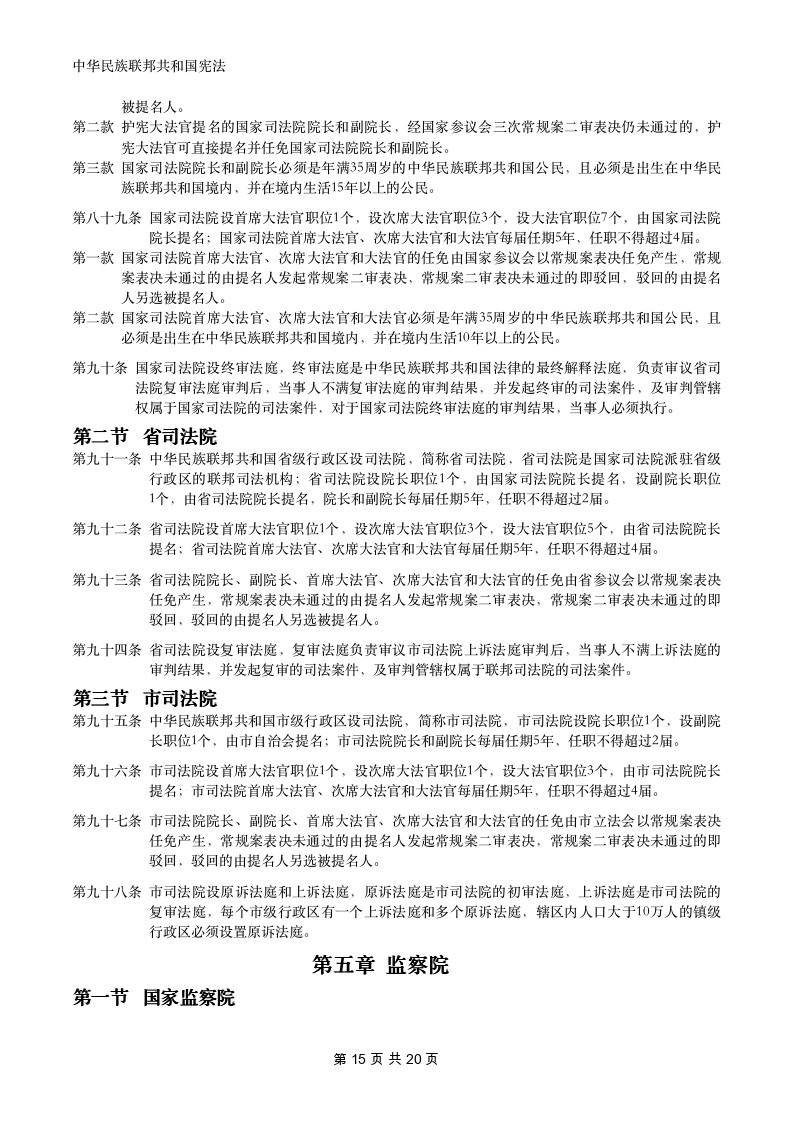 中华民族联邦共和国宪法
被提名人。
第二款 护宪大法官提名的国家司法院院长和副院长，经国家参议会三次常规案二审表决仍未通过的，护
宪大法官可直接提名并任免国家司法院院长和副院长。
第三款 国家司法院院长和副院长必须是年满35周岁的中华民族联邦共和国公民，且必须是出生在中华民
族联邦共和国境内，并在境内生活15年以上的公民。
第八十九条 国家司法院设首席大法官职位1个，设次席大法官职位3个，设大法官职位7个，由国家司法院
院长提名；国家司法院首席大法官、次席大法官和大法官每届任期5年，任职不得超过4届。
第一款 国家司法院首席大法官、次席大法官和大法官的任免由国家参议会以常规案表决任免产生，常规
案表决未通过的由提名人发起常规案二审表决，常规案二审表决未通过的即驳回，驳回的由提名
人另选被提名人。
第二款 国家司法院首席大法官、次席大法官和大法官必须是年满35周岁的中华民族联邦共和国公民，且
必须是出生在中华民族联邦共和国境内，并在境内生活10年以上的公民。
第九十条 国家司法院设终审法庭，终审法庭是中华民族联邦共和国法律的最终解释法庭，负责审议省司
法院复审法庭审判后，当事人不满复审法庭的审判结果，并发起终审的司法案件，及审判管辖
权属于国家司法院的司法案件，对于国家司法院终审法庭的审判结果，当事人必须执行。
第二节 省司法院
第九十一条 中华民族联邦共和国省级行政区设司法院，简称省司法院，省司法院是国家司法院派驻省级
行政区的联邦司法机构；省司法院设院长职位1个，由国家司法院院长提名，设副院长职位
1个，由省司法院院长提名，院长和副院长每届任期5年，任职不得超过2届。
第九十二条 省司法院设首席大法官职位1个，设次席大法官职位3个，设大法官职位5个，由省司法院院长
提名；省司法院首席大法官、次席大法官和大法官每届任期5年，任职不得超过4届。
第九十三条 省司法院院长、副院长、首席大法官、次席大法官和大法官的任免由省参议会以常规案表决
任免产生，常规案表决未通过的由提名人发起常规案二审表决，常规案二审表决未通过的即
驳回，驳回的由提名人另选被提名人。
第九十四条 省司法院设复审法庭，复审法庭负责审议市司法院上诉法庭审判后，当事人不满上诉法庭的
审判结果，并发起复审的司法案件，及审判管辖权属于联邦司法院的司法案件。
第三节 市司法院
第九十五条 中华民族联邦共和国市级行政区设司法院，简称市司法院，市司法院设院长职位1个，设副院
长职位1个，由市自治会提名；市司法院院长和副院长每届任期5年，任职不得超过2届。
第九十六条 市司法院设首席大法官职位1个，设次席大法官职位1个，设大法官职位3个，由市司法院院长
提名；市司法院首席大法官、次席大法官和大法官每届任期5年，任职不得超过4届。
第九十七条 市司法院院长、副院长、首席大法官、次席大法官和大法官的任免由市立法会以常规案表决
任免产生，常规案表决未通过的由提名人发起常规案二审表决，常规案二审表决未通过的即
驳回，驳回的由提名人另选被提名人。
第九十八条 市司法院设原诉法庭和上诉法庭，原诉法庭是市司法院的初审法庭，上诉法庭是市司法院的
复审法庭，每个市级行政区有一个上诉法庭和多个原诉法庭，辖区内人口大于10万人的镇级
行政区必须设置原诉法庭。
第五章 监察院
第一节 国家监察院
第 15 页 共 20 页